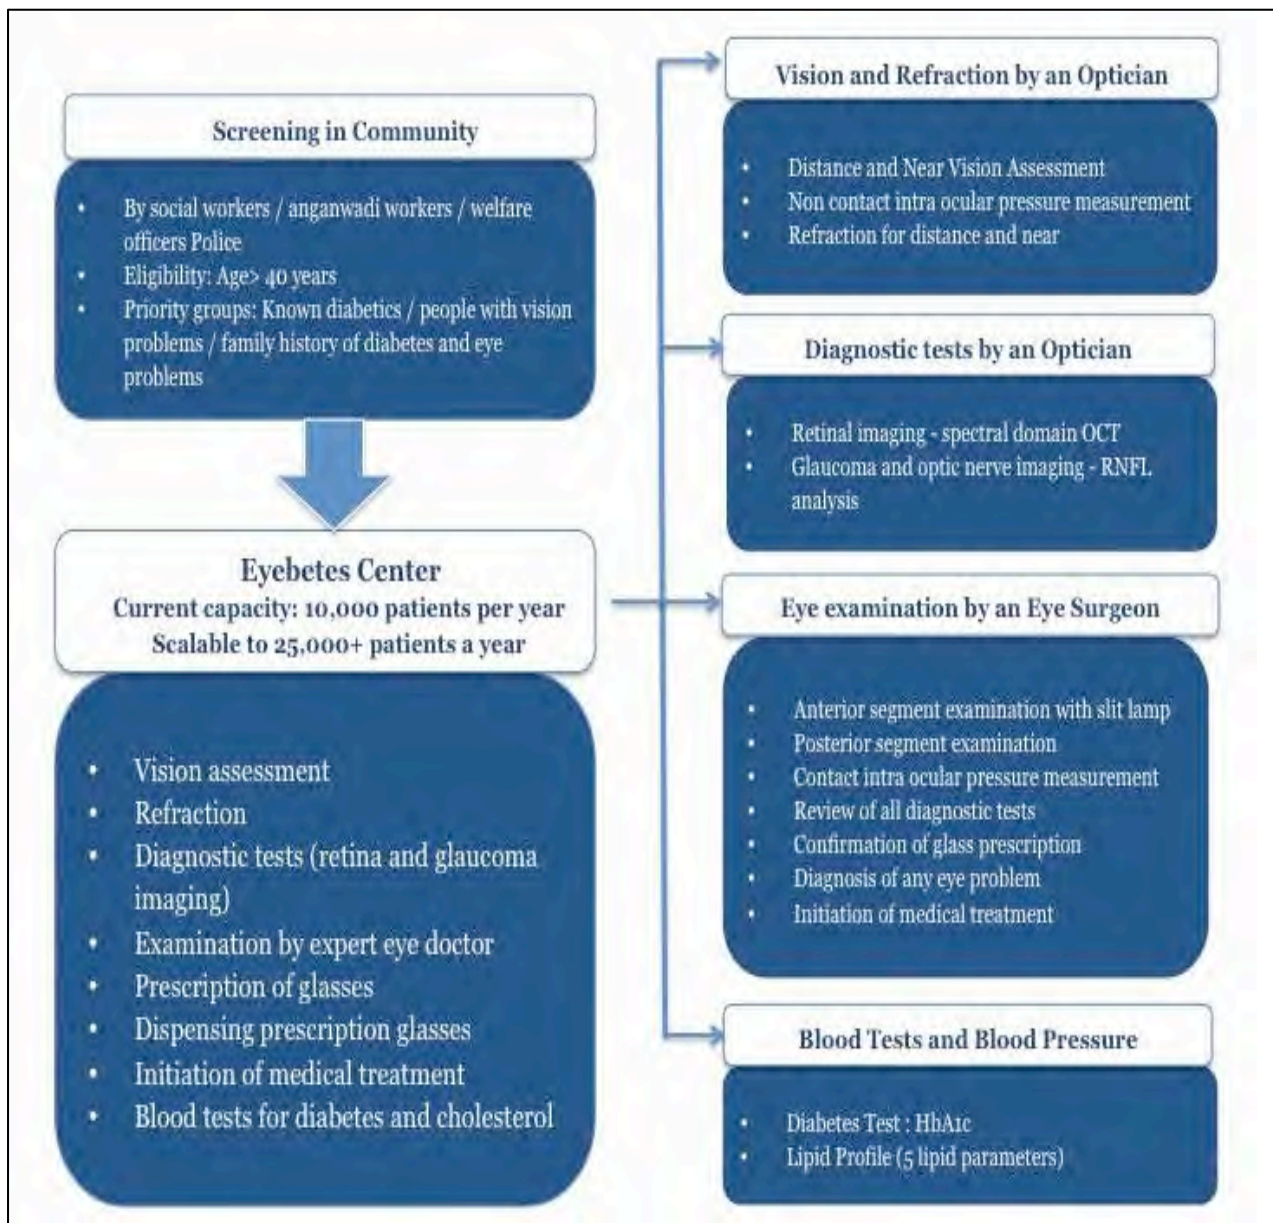 Screening in Community
• By social workers / anganwadi workers / welfare
officers Police
• Eligibility: Age> 40 years
• Priority groups: Known diabetics / people with vision
problems / family history of diabetes and eye
problems
Eyebetes Center
Current capacity: 10,000 patients per year
Scalable to 25,000+ patients a year
• Vision assessment
• Refraction
• Diagnostic tests (retina and glaucoma
imaging)
• Examination by expert eye doctor
• Prescription of glasses
• Dispensing prescription glasses
• Initiation of medical treatment
• Blood tests for diabetes and cholesterol
Vision and Refraction by an Optician
• Distance and Near Vision Assessment
• Non contact intra ocular pressure measurement
• Refraction for distance and near
Diagnostic tests by an Optician
• Retinal imaging - spectral domain OCT
• Glaucoma and optic nerve imaging - RNFL
analysis
Eye examination by an Eye Surgeon
• Anterior segment examination with slit lamp
• Posterior segment examination
• Contact intra ocular pressure measurement
• Review of all diagnostic tests
• Confirmation of glass prescription
• Diagnosis of any eye problem
• Initiation of medical treatment
Blood Tests and Blood Pressure
• Diabetes Test : HbA1c
• Lipid Profile (5 lipid parameters)